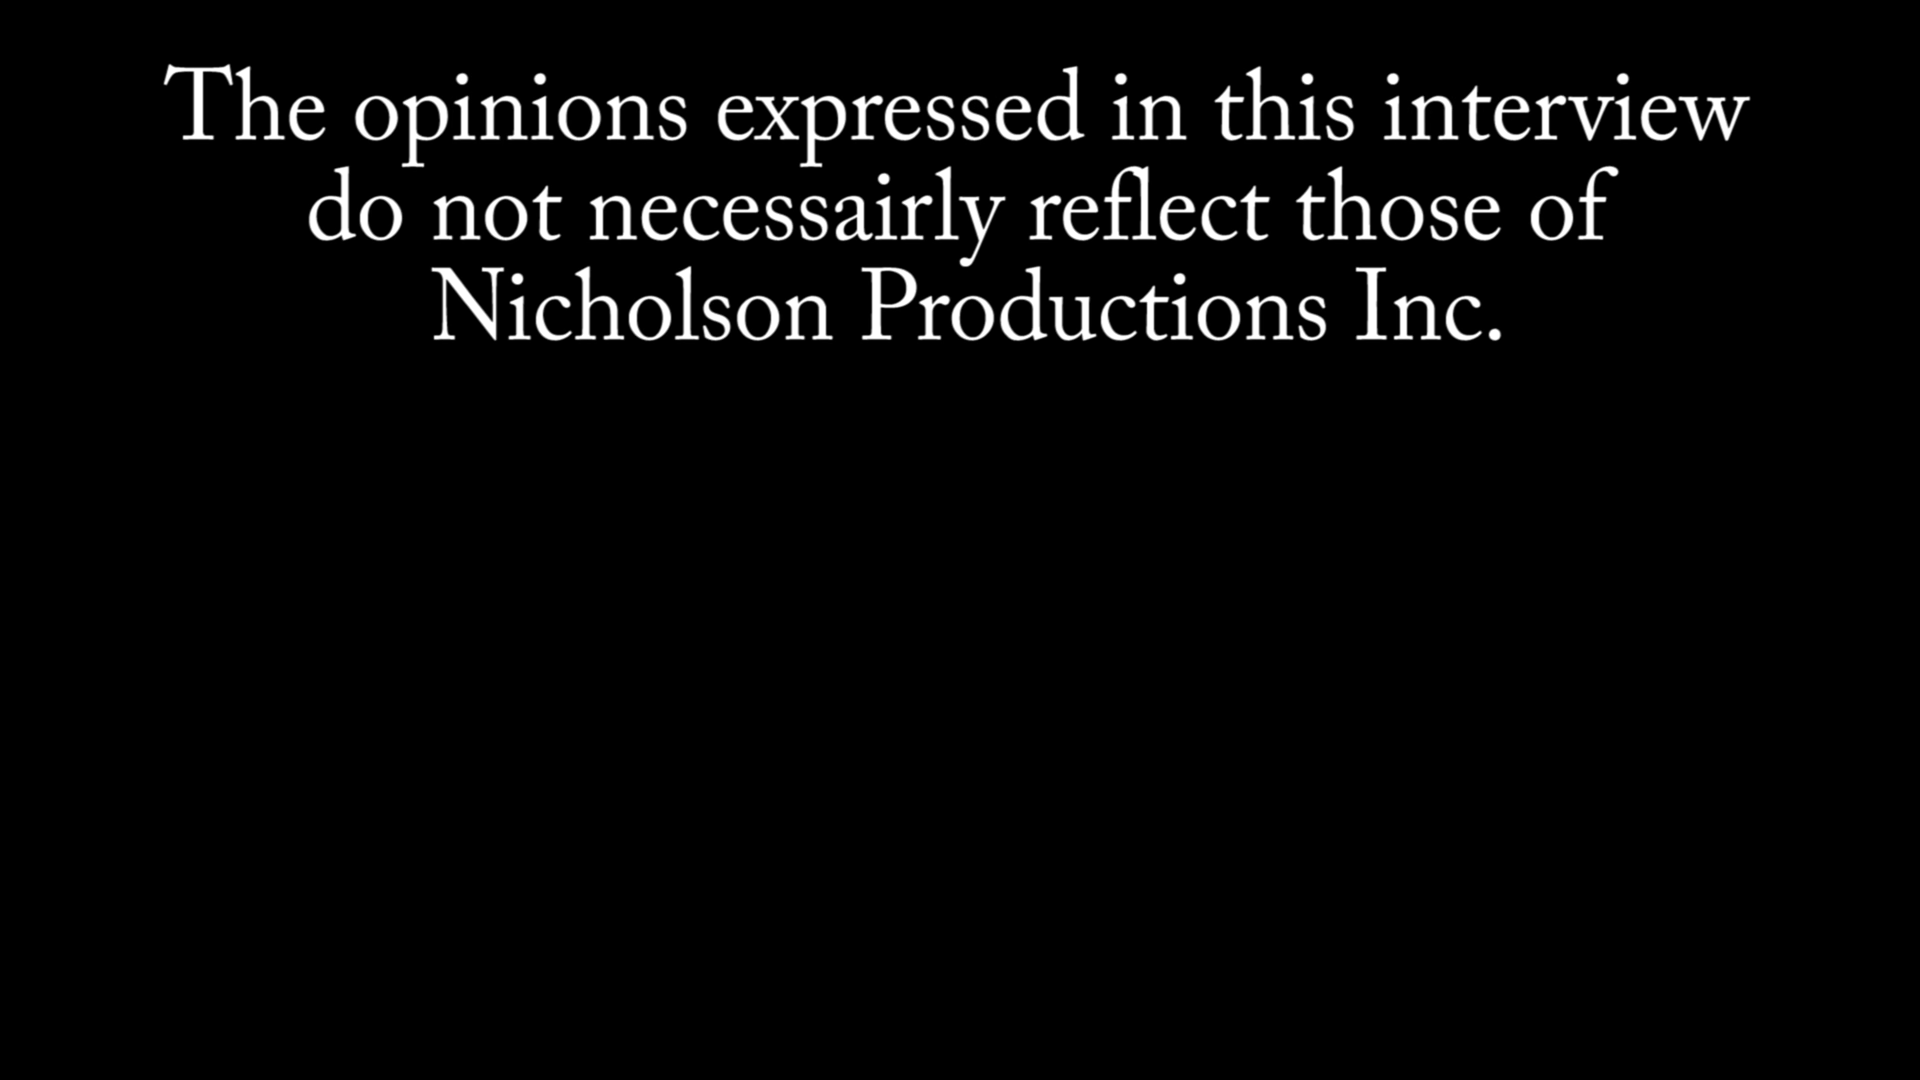 The opinions expressed in this interview
do not necessairly reflect those of
Nicholson Productions Inc.